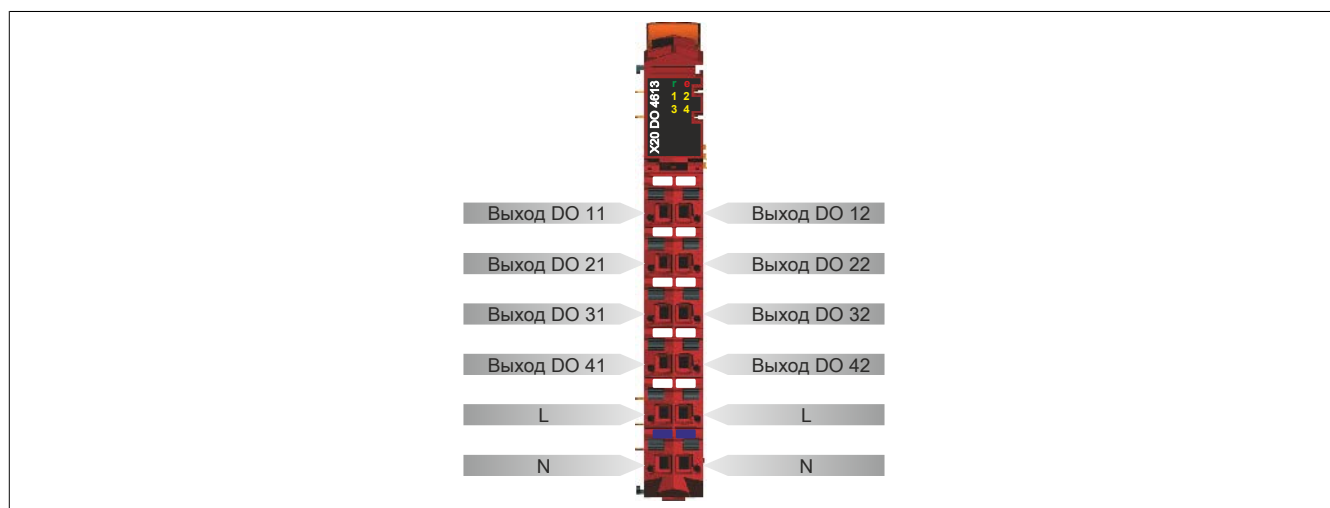 X20 DO 4613
r e
1 2
3 4
Выход DO 11
Выход DO 12
Выход DO 21
Выход DO 22
Выход DO 31
Выход DO 32
Выход DO 41
Выход DO 42
L
L
N
N